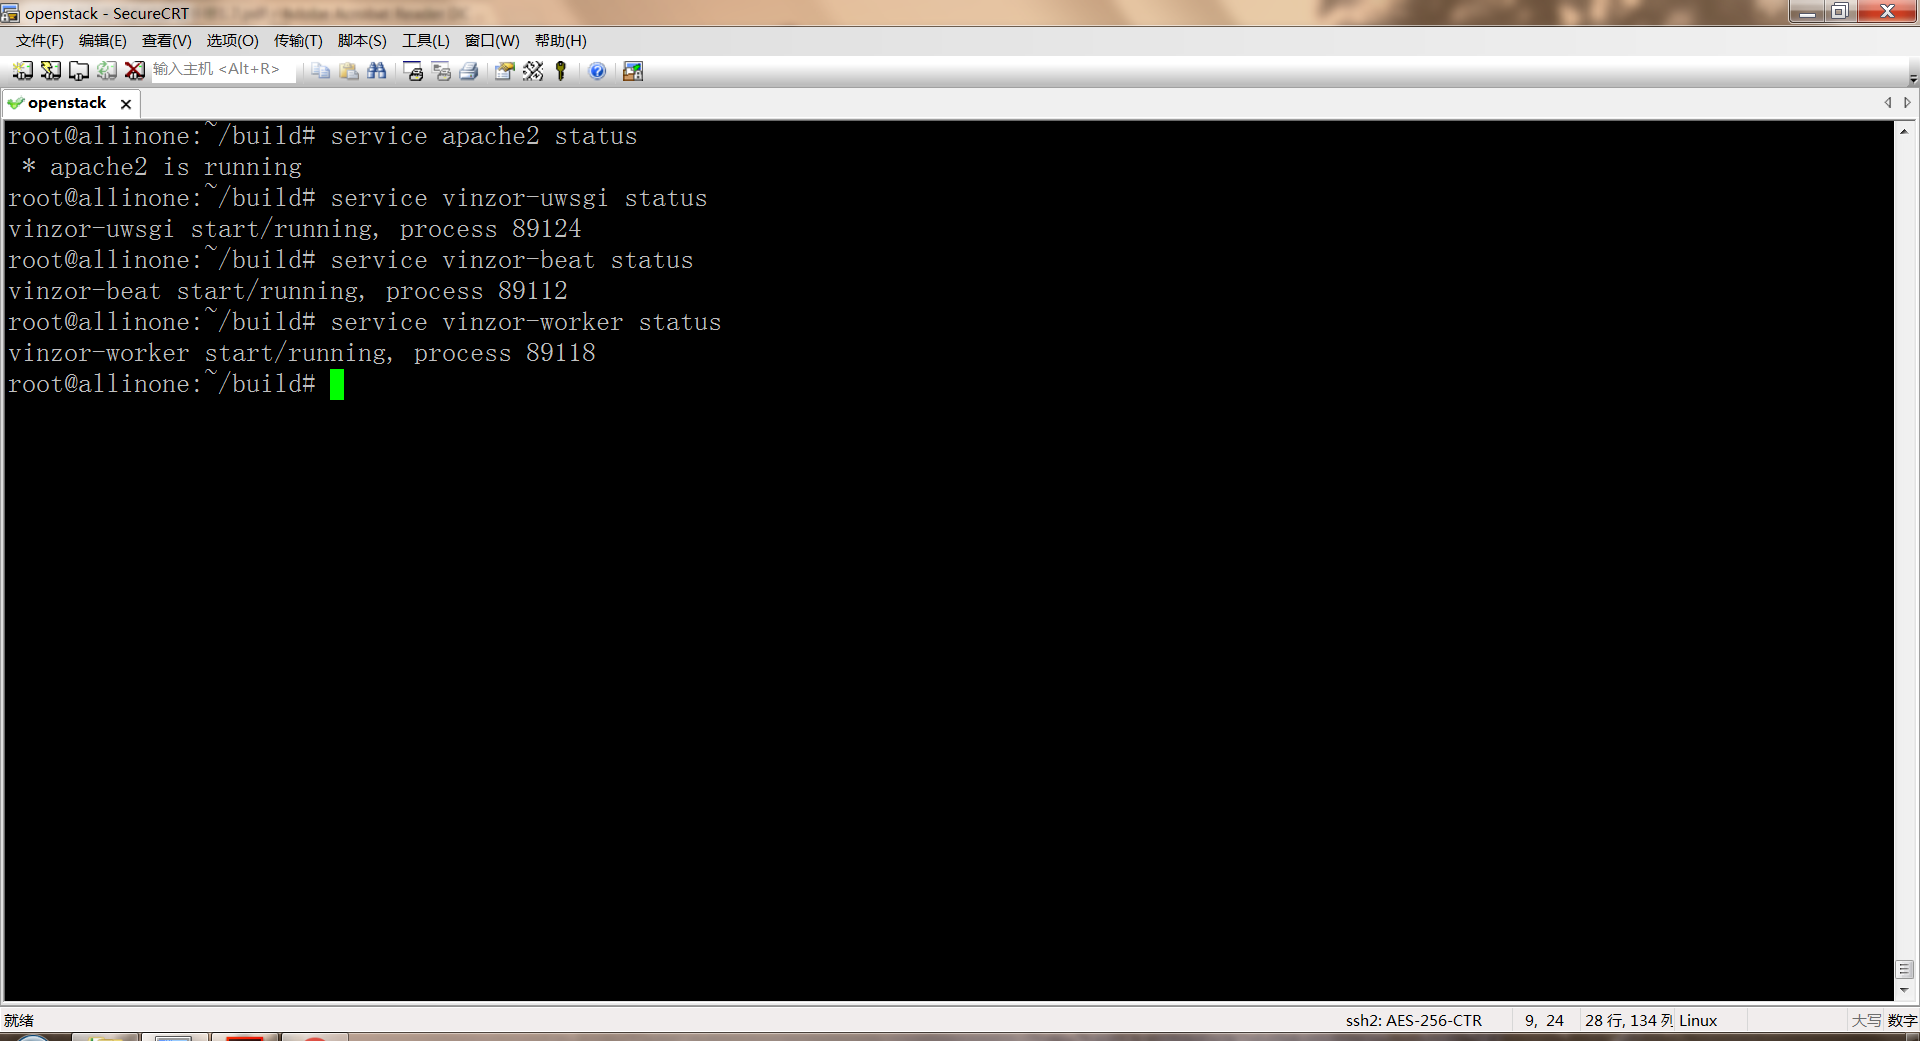 openstack - SecureCRT
文件(F) 编辑(E) 查看(V) 选项(O) 传输(T) 脚本(S) 工具(L) 窗口(W) 帮助(H)
输入主机 <Alt+R>
openstack
root@allinone:~/build# service apache2 status
 * apache2 is running
root@allinone:~/build# service vinzor-uwsgi status
vinzor-uwsgi start/running, process 89124
root@allinone:~/build# service vinzor-beat status
vinzor-beat start/running, process 89112
root@allinone:~/build# service vinzor-worker status
vinzor-worker start/running, process 89118
root@allinone:~/build#
就绪 ssh2: AES-256-CTR 9, 24 28 行, 134 列 Linux 大写 数字